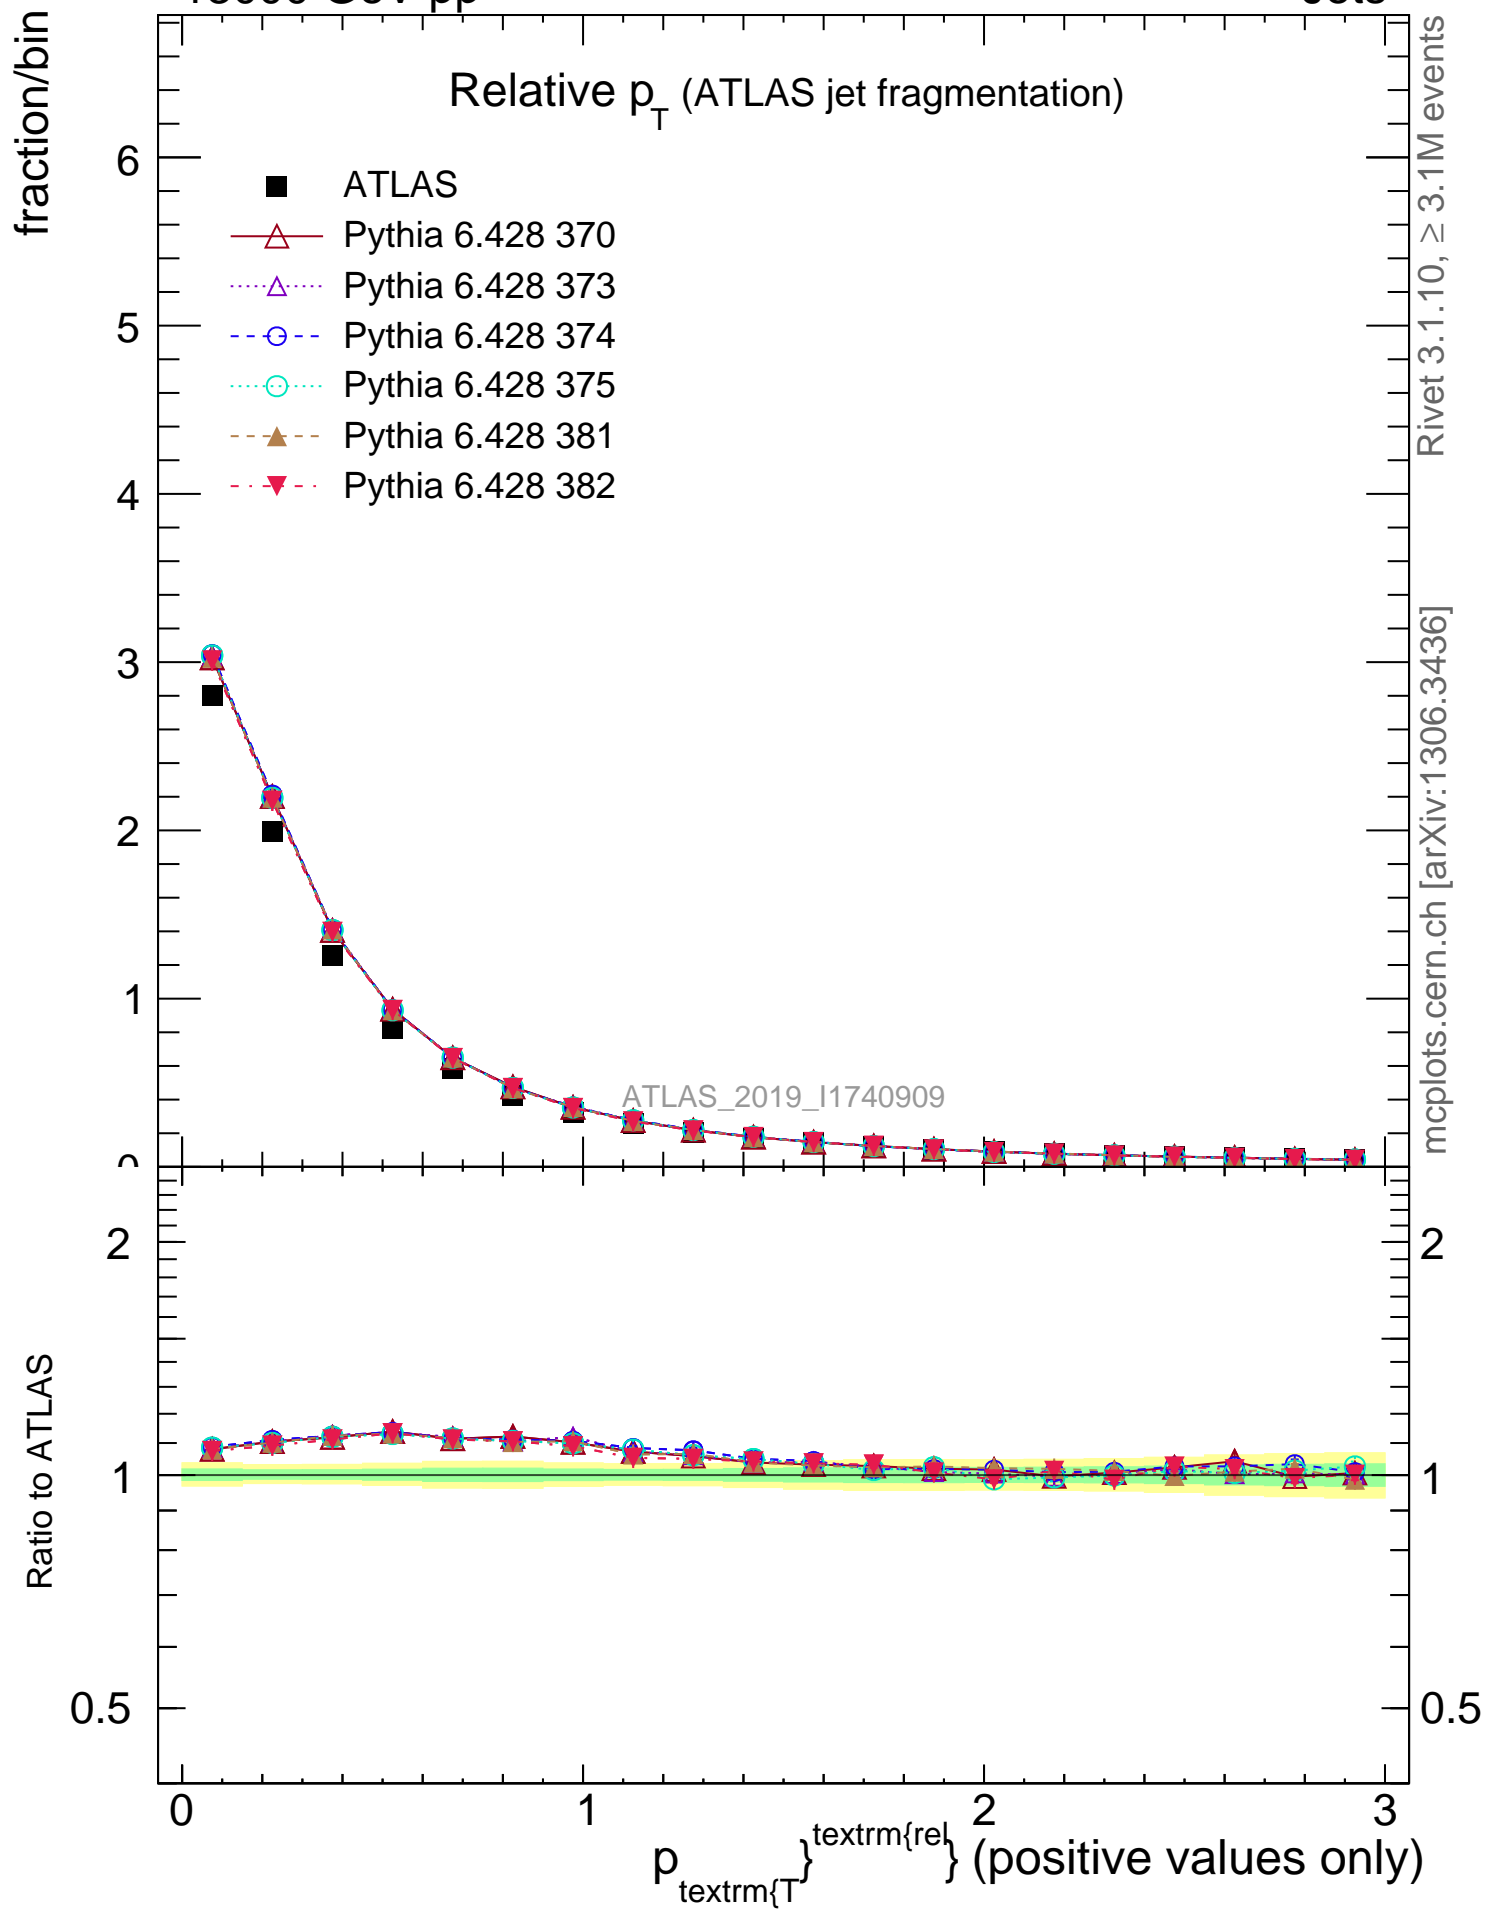 fraction/bin
Relative pT (ATLAS jet fragmentation)
ATLAS
Pythia 6.428 370
Pythia 6.428 373
Pythia 6.428 374
Pythia 6.428 375
Pythia 6.428 381
Pythia 6.428 382
6
5
4
3
2
1
ATLAS_2019_I1740909
Rivet 3.1.10, ≥ 3.1M events
mcplots.cern.ch [arXiv:1306.3436]
Ratio to ATLAS
2
1
0.5
2
1
0.5
0 1 2 3
p textrm{T} }textrm{rel} (positive values only)